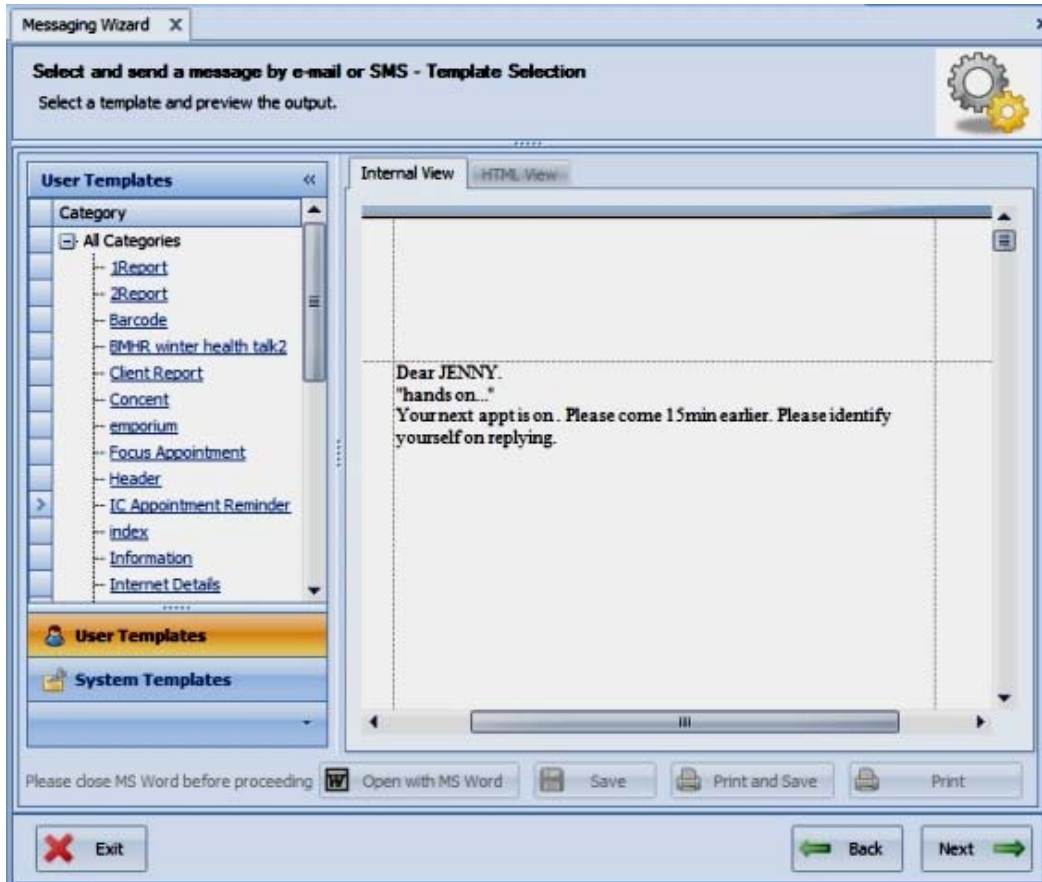 Messaging Wizard X
Select and send a message by e-mail or SMS - Template Selection
Select a template and preview the output.
User Templates «
Category
All Categories
1Report
2Report
Barcode
BMHR winter health talk2
Client Report
Concent
emporium
Focus Appointment
Header
IC Appointment Reminder
index
Information
Internet Details
User Templates
System Templates
Internal View HTML View
Dear JENNY.
"hands on..."
Your next appt is on . Please come 15min earlier. Please identify
yourself on replying.
Please close MS Word before proceeding Open with MS Word Save Print and Save Print
Exit Back Next